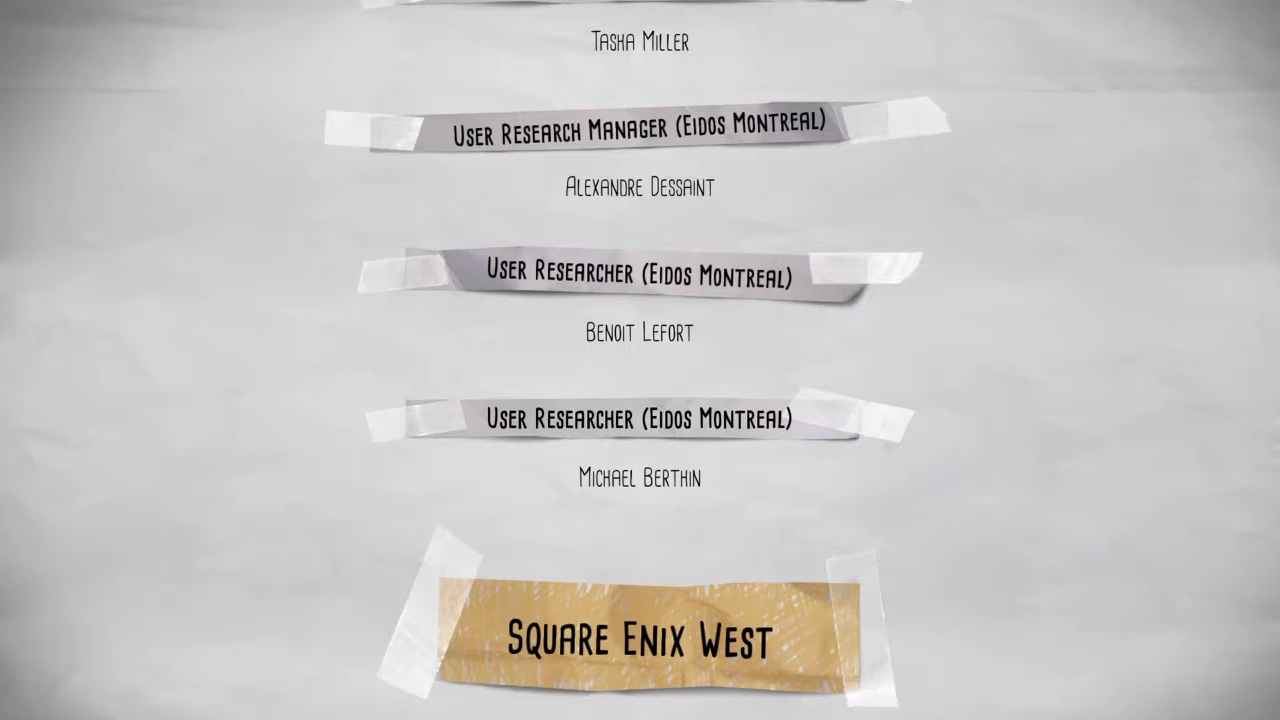 Tasha Miller
User Research Manager (Eidos Montreal)
Alexandre Dessaint
User Researcher (Eidos Montreal)
Benoit Lefort
User Researcher (Eidos Montreal)
Michael Berthin
Square Enix West